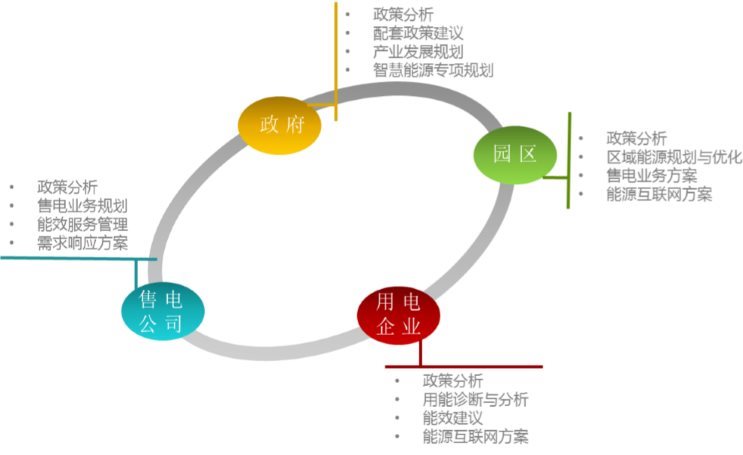 • 政策分析
• 配套政策建议
• 产业发展规划
• 智慧能源专项规划
政府
园区
• 政策分析
• 区域能源规划与优化
• 售电业务方案
• 能源互联网方案
• 政策分析
• 售电业务规划
• 能效服务管理
• 需求响应方案
售电
公司
用电
企业
• 政策分析
• 用能诊断与分析
• 能效建议
• 能源互联网方案